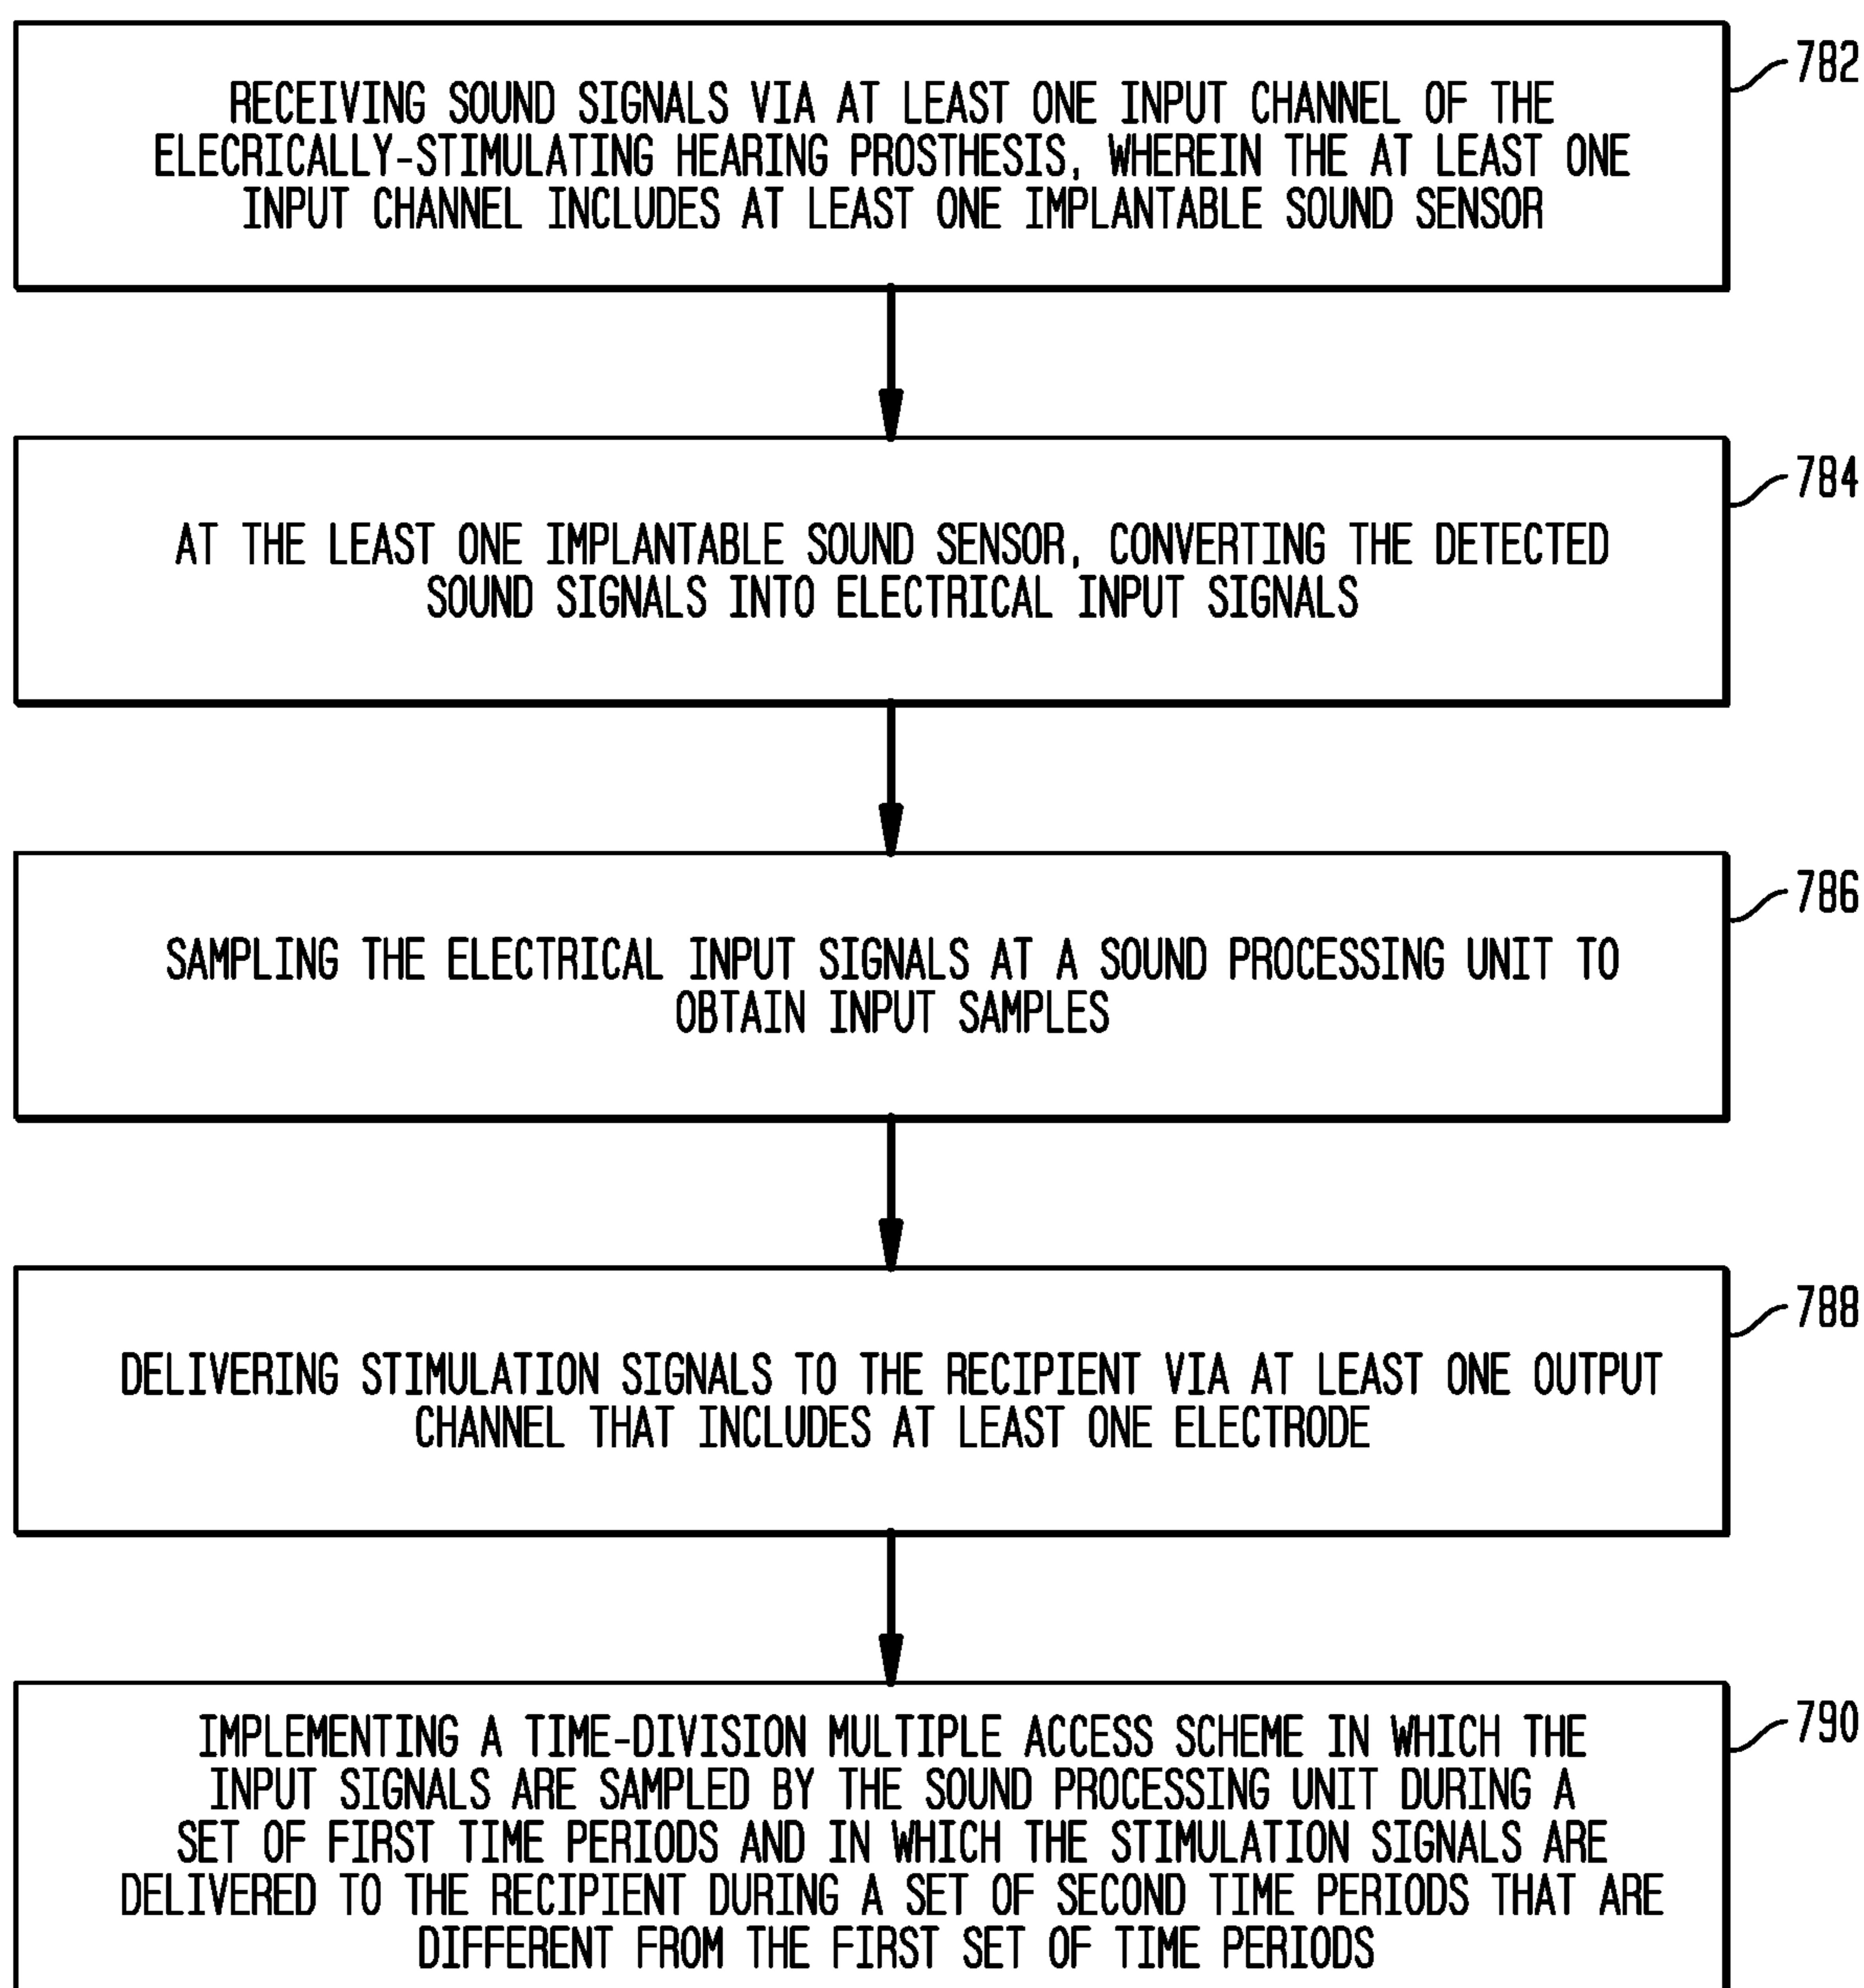 782
RECEIVING SOUND SIGNALS VIA AT LEAST ONE INPUT CHANNEL OF THE
ELECRICALLY-STIMULATING HEARING PROSTHESIS, WHEREIN THE AT LEAST ONE
INPUT CHANNEL INCLUDES AT LEAST ONE IMPLANTABLE SOUND SENSOR
784
AT THE LEAST ONE IMPLANTABLE SOUND SENSOR, CONVERTING THE DETECTED
SOUND SIGNALS INTO ELECTRICAL INPUT SIGNALS
786
SAMPLING THE ELECTRICAL INPUT SIGNALS AT A SOUND PROCESSING UNIT TO
OBTAIN INPUT SAMPLES
788
DELIVERING STIMULATION SIGNALS TO THE RECIPIENT VIA AT LEAST ONE OUTPUT
CHANNEL THAT INCLUDES AT LEAST ONE ELECTRODE
790
IMPLEMENTING A TIME-DIVISION MULTIPLE ACCESS SCHEME IN WHICH THE
INPUT SIGNALS ARE SAMPLED BY THE SOUND PROCESSING UNIT DURING A
SET OF FIRST TIME PERIODS AND IN WHICH THE STIMULATION SIGNALS ARE
DELIVERED TO THE RECIPIENT DURING A SET OF SECOND TIME PERIODS THAT ARE
DIFFERENT FROM THE FIRST SET OF TIME PERIODS